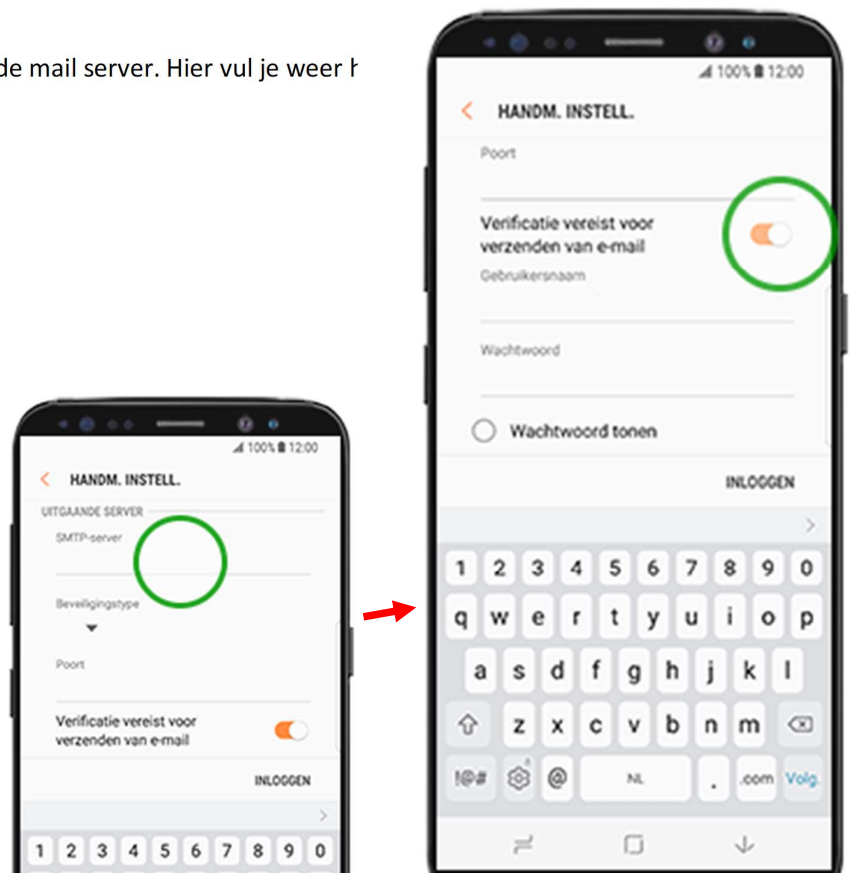 de mail server. Hier vul je weer
100% 12:00
HANDM. INSTELL.
UITGAANDE SERVER
SMTP-server
Beveiligingstype
Poort
Verificatie vereist voor
verzenden van e-mail
INLOGGEN
1 2 3 4 5 6 7 8 9 0
100% 12:00
HANDM. INSTELL.
Poort
Verificatie vereist voor
verzenden van e-mail
Gebruikersnaam
Wachtwoord
Wachtwoord tonen
INLOGGEN
1 2 3 4 5 6 7 8 9 0
q w e r t y u i o p
a s d f g h j k l
z x c v b n m
!@# @ NL . .com Volg.